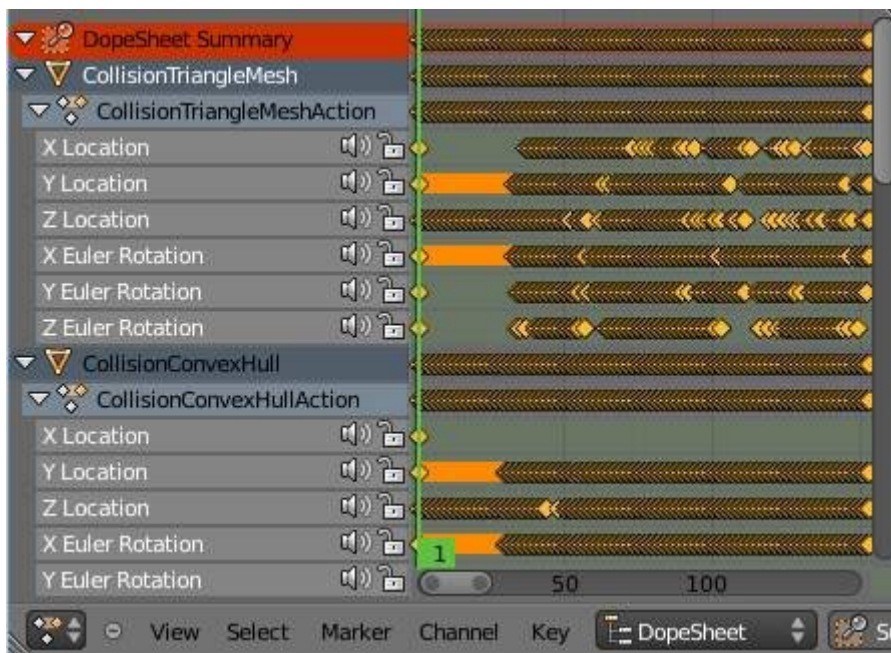 DopeSheet Summary
CollisionTriangleMesh
CollisionTriangleMeshAction
X Location
Y Location
Z Location
X Euler Rotation
Y Euler Rotation
Z Euler Rotation
CollisionConvexHull
CollisionConvexHullAction
X Location
Y Location
Z Location
X Euler Rotation
1
Y Euler Rotation
50 100
View Select Marker Channel Key DopeSheet